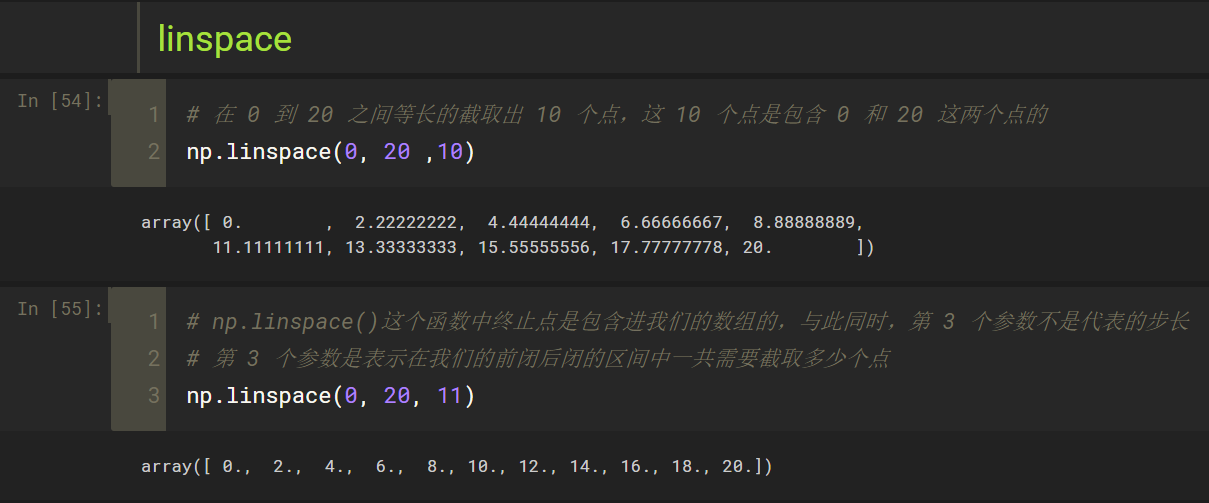 linspace
In [54]:
1 # 在 0 到 20 之间等长的截取出 10 个点，这 10 个点是包含 0 和 20 这两个点的
2 np.linspace(0, 20 ,10)
array([ 0.        ,  2.22222222,  4.44444444,  6.66666667,  8.88888889,
       11.11111111, 13.33333333, 15.55555556, 17.77777778, 20.        ])
In [55]:
1 # np.linspace()这个函数中终止点是包含进我们的数组的，与此同时，第 3 个参数不是代表的步长
2 # 第 3 个参数是表示在我们的前闭后闭的区间中一共需要截取多少个点
3 np.linspace(0, 20, 11)
array([ 0.,  2.,  4.,  6.,  8., 10., 12., 14., 16., 18., 20.])